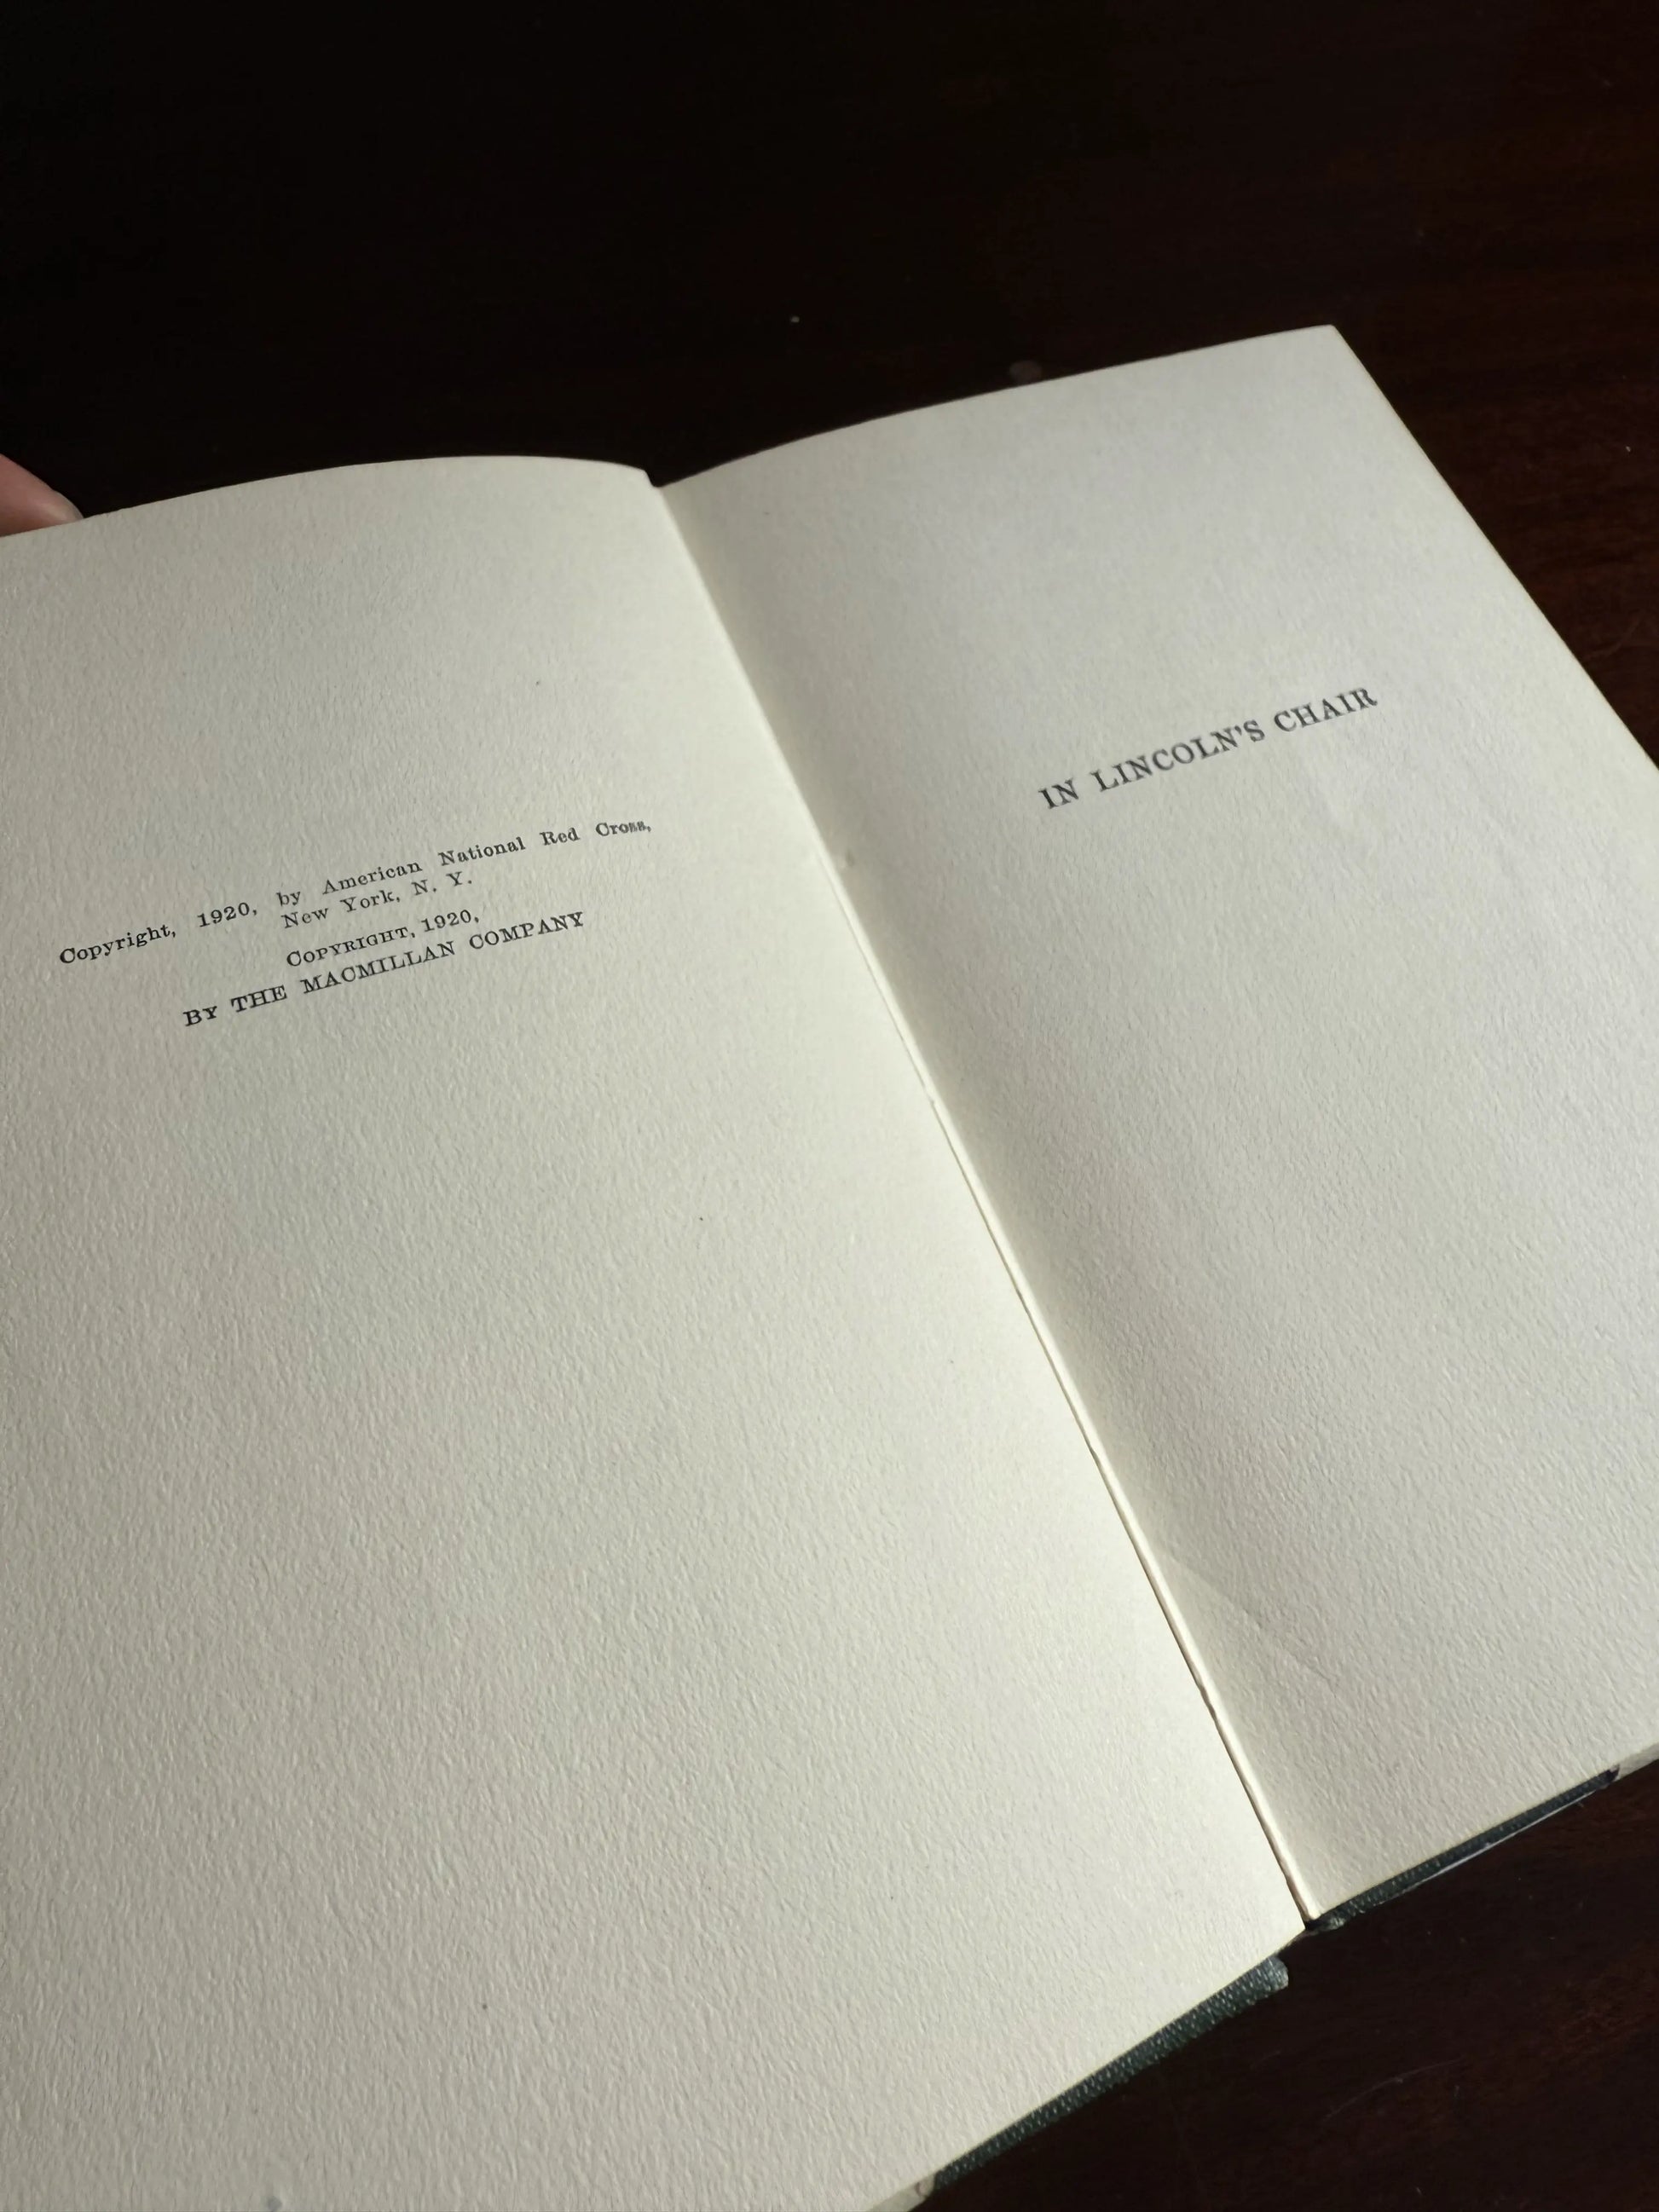 Copyright, 1920, by American National Red Cross,
New York, N. Y.
COPYRIGHT, 1920,
BY THE MACMILLAN COMPANY
IN LINCOLN'S CHAIR